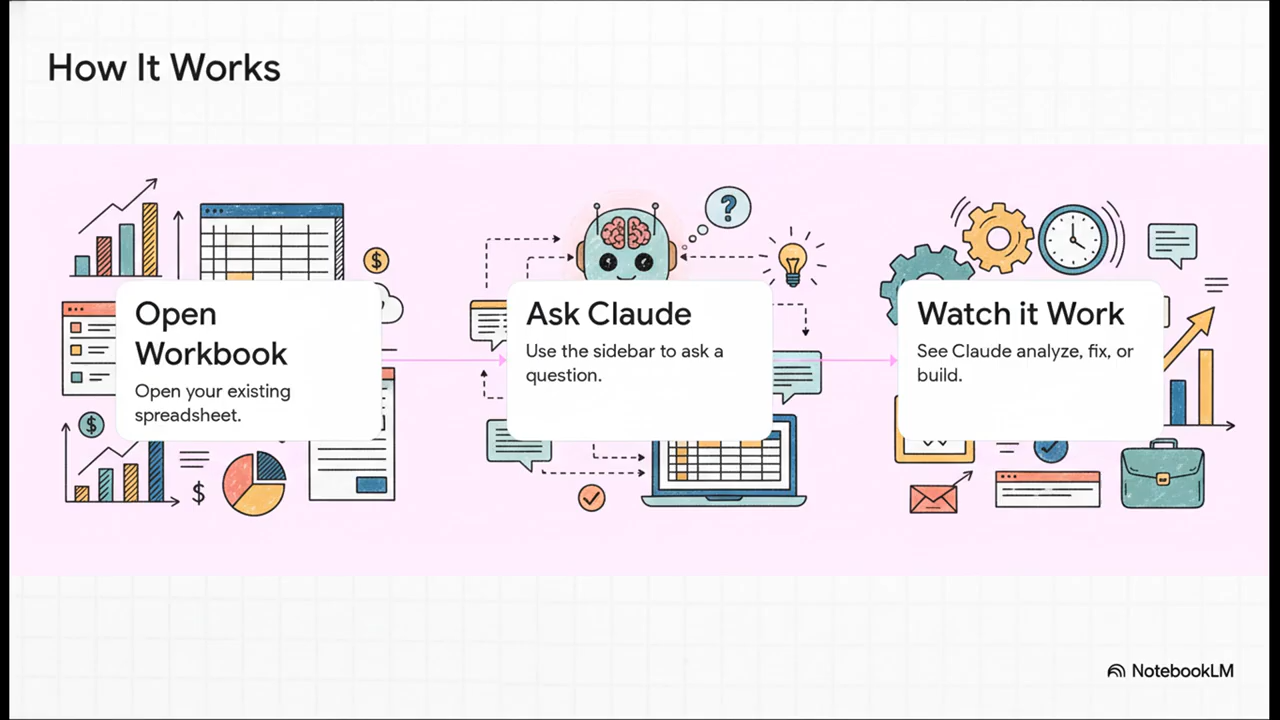 How It Works
Open
Workbook
Open your existing
spreadsheet.
Ask Claude
Use the sidebar to ask a
question.
Watch it Work
See Claude analyze, fix, or
build.
NotebookLM